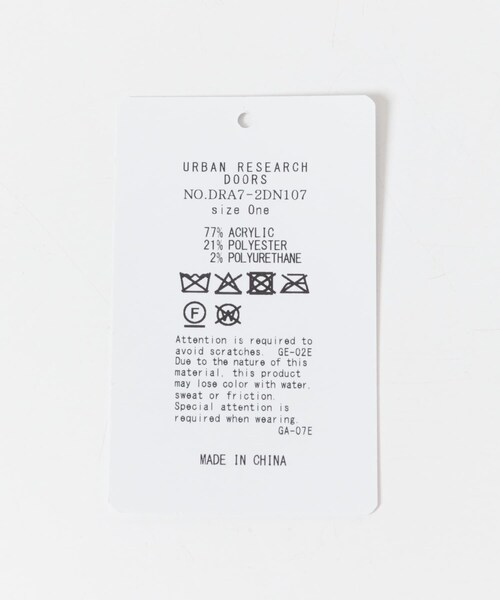 URBAN RESEARCH
DOORS
NO.DRA7-2DN107
size One
77% ACRYLIC
21% POLYESTER
2% POLYURETHANE
F
W
Attention is required to
avoid scratches. GE-02E
Due to the nature of this
material, this product
may lose color with water,
sweat or friction.
Special attention is
required when wearing.
GA-07E
MADE IN CHINA